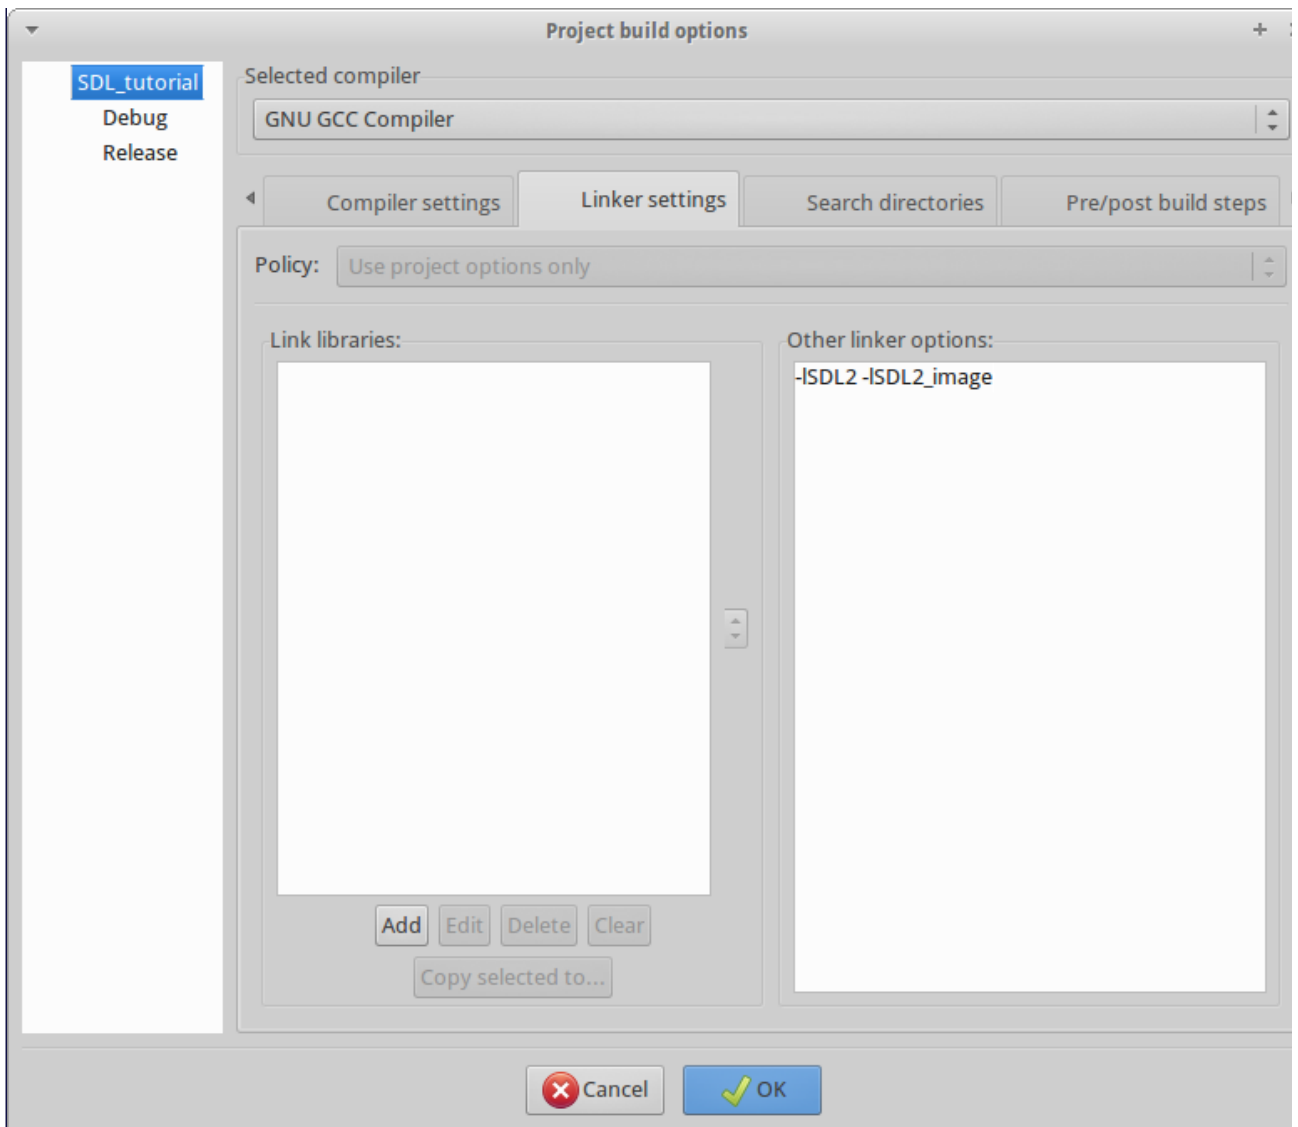 Project build options
SDL_tutorial
Debug
Release
Selected compiler
GNU GCC Compiler
Compiler settings
Linker settings
Search directories
Pre/post build steps
Policy:
Use project options only
Link libraries:
Other linker options:
-lSDL2 -lSDL2_image
Add
Edit
Delete
Clear
Copy selected to...
Cancel
OK